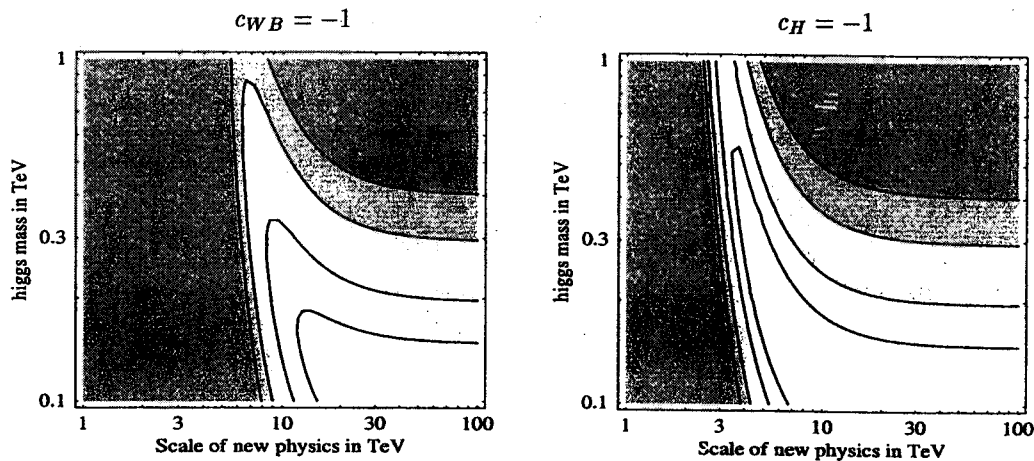 c_{WB} = −1
1
0.3
0.1
higgs mass in TeV
1 3 10 30 100
Scale of new physics in TeV
c_H = −1
1
0.3
0.1
higgs mass in TeV
1 3 10 30 100
Scale of new physics in TeV